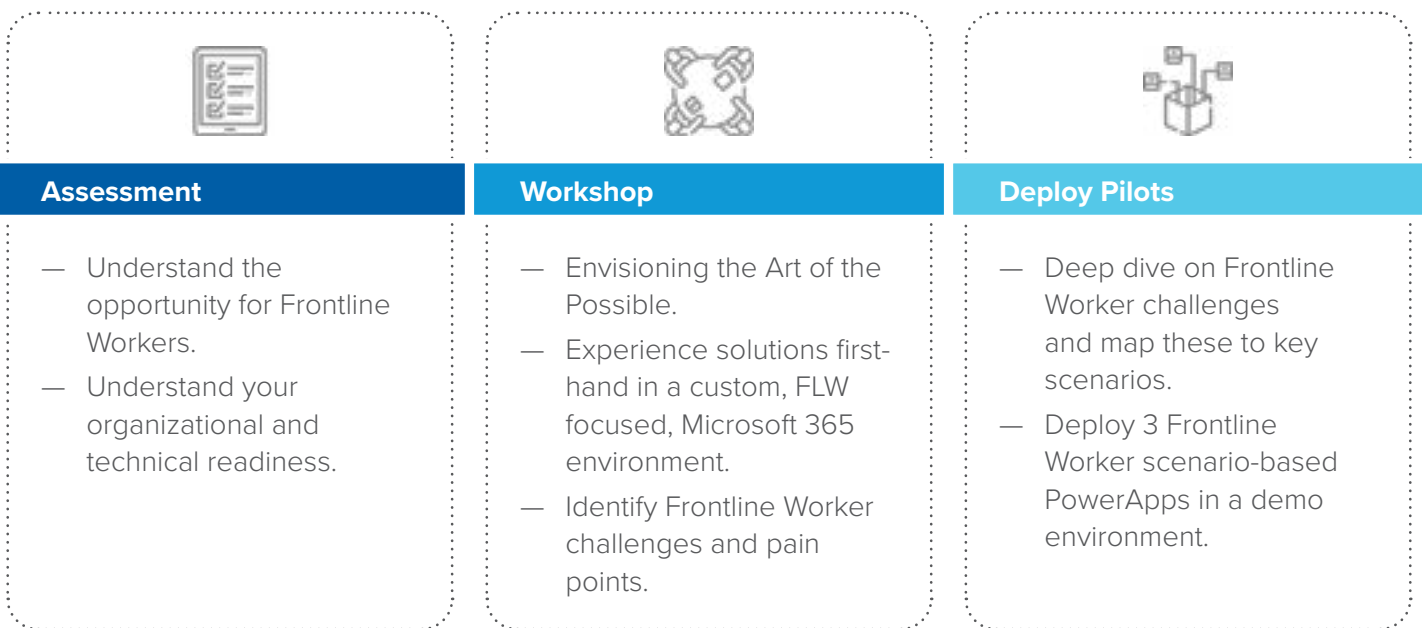 Assessment
— Understand the
opportunity for Frontline
Workers.
— Understand your
organizational and
technical readiness.
Workshop
— Envisioning the Art of the
Possible.
— Experience solutions first-
hand in a custom, FLW
focused, Microsoft 365
environment.
— Identify Frontline Worker
challenges and pain
points.
Deploy Pilots
— Deep dive on Frontline
Worker challenges
and map these to key
scenarios.
— Deploy 3 Frontline
Worker scenario-based
PowerApps in a demo
environment.